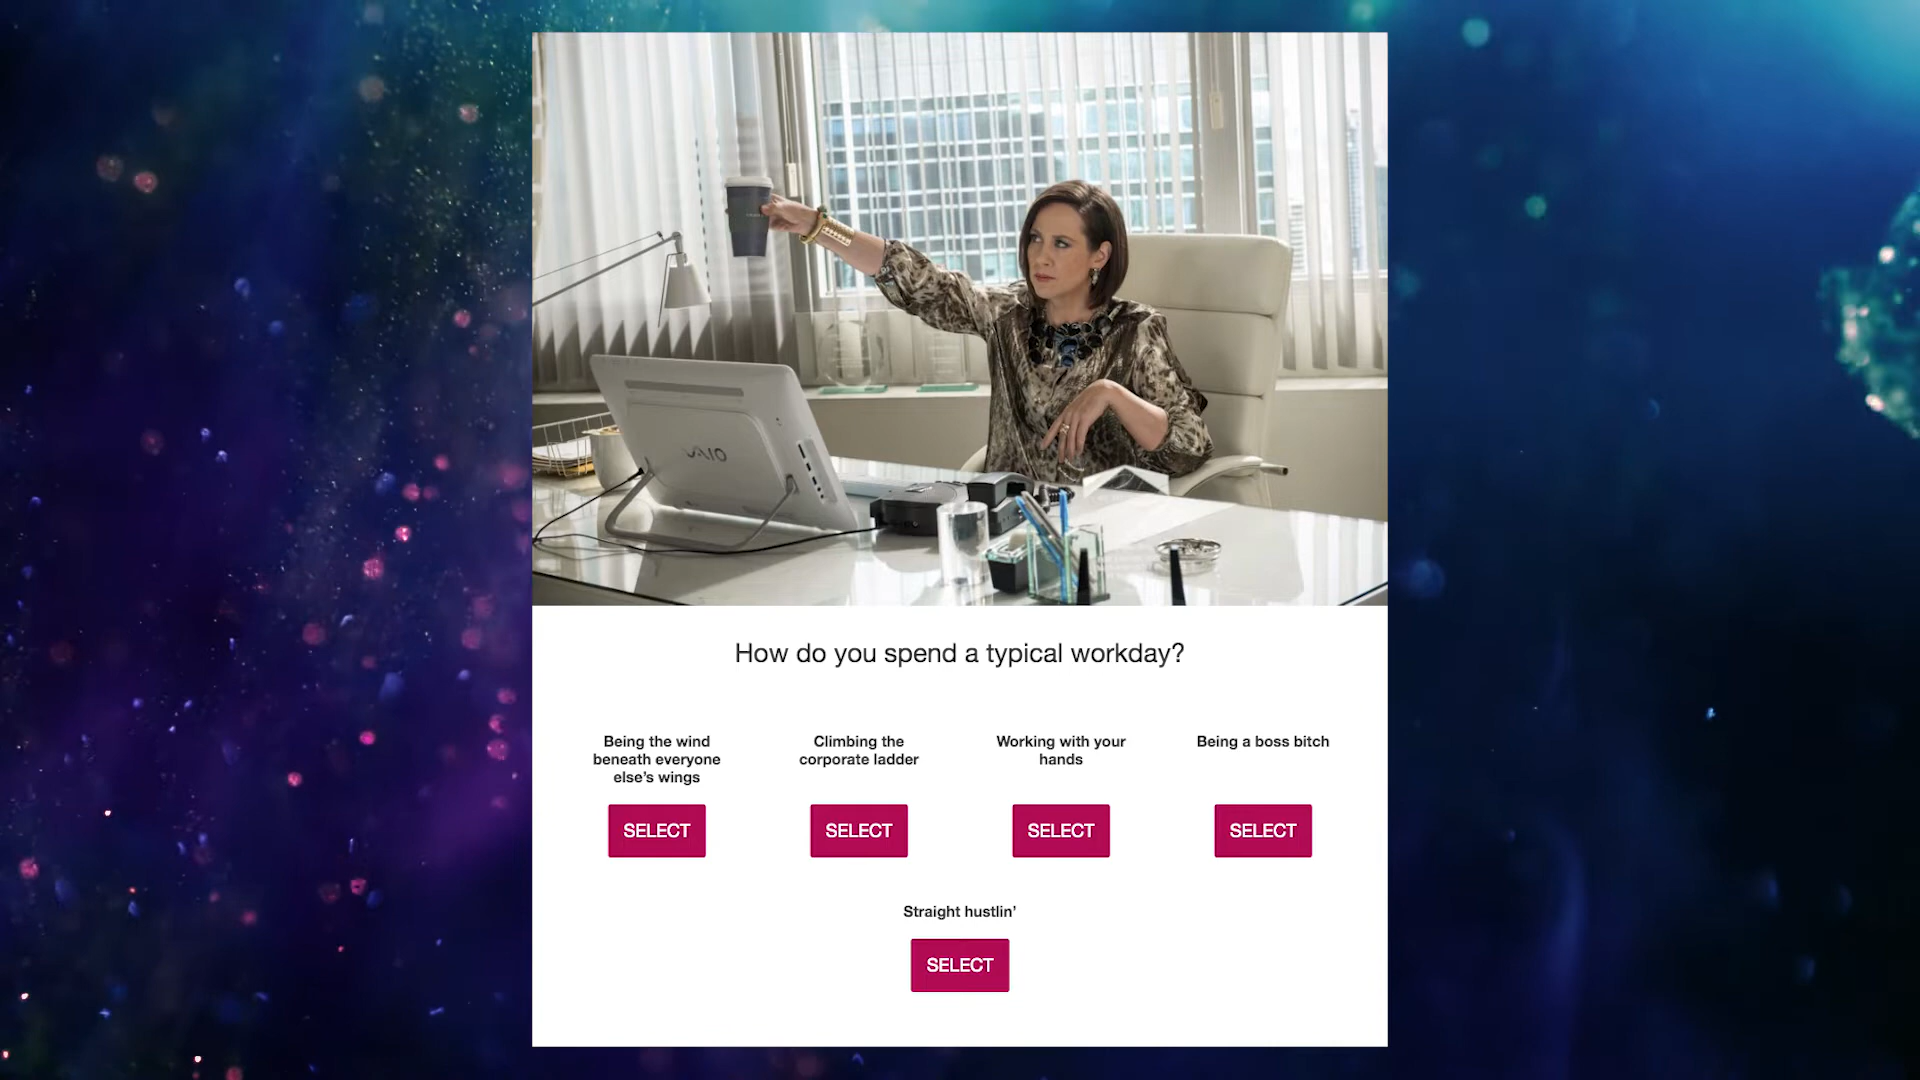 VAIO
How do you spend a typical workday?
Being the wind
beneath everyone
else’s wings
Climbing the
corporate ladder
Working with your
hands
Being a boss bitch
SELECT
SELECT
SELECT
SELECT
Straight hustlin’
SELECT